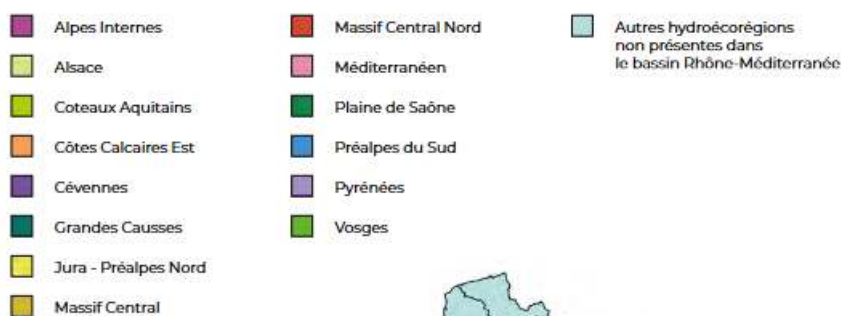 Alpes Internes
Alsace
Coteaux Aquitains
Côtes Calcaires Est
Cévennes
Grandes Causses
Jura - Préalpes Nord
Massif Central
Massif Central Nord
Méditerranéen
Plaine de Saône
Préalpes du Sud
Pyrénées
Vosges
Autres hydroécorégions
non présentes dans
le bassin Rhône-Méditerranée